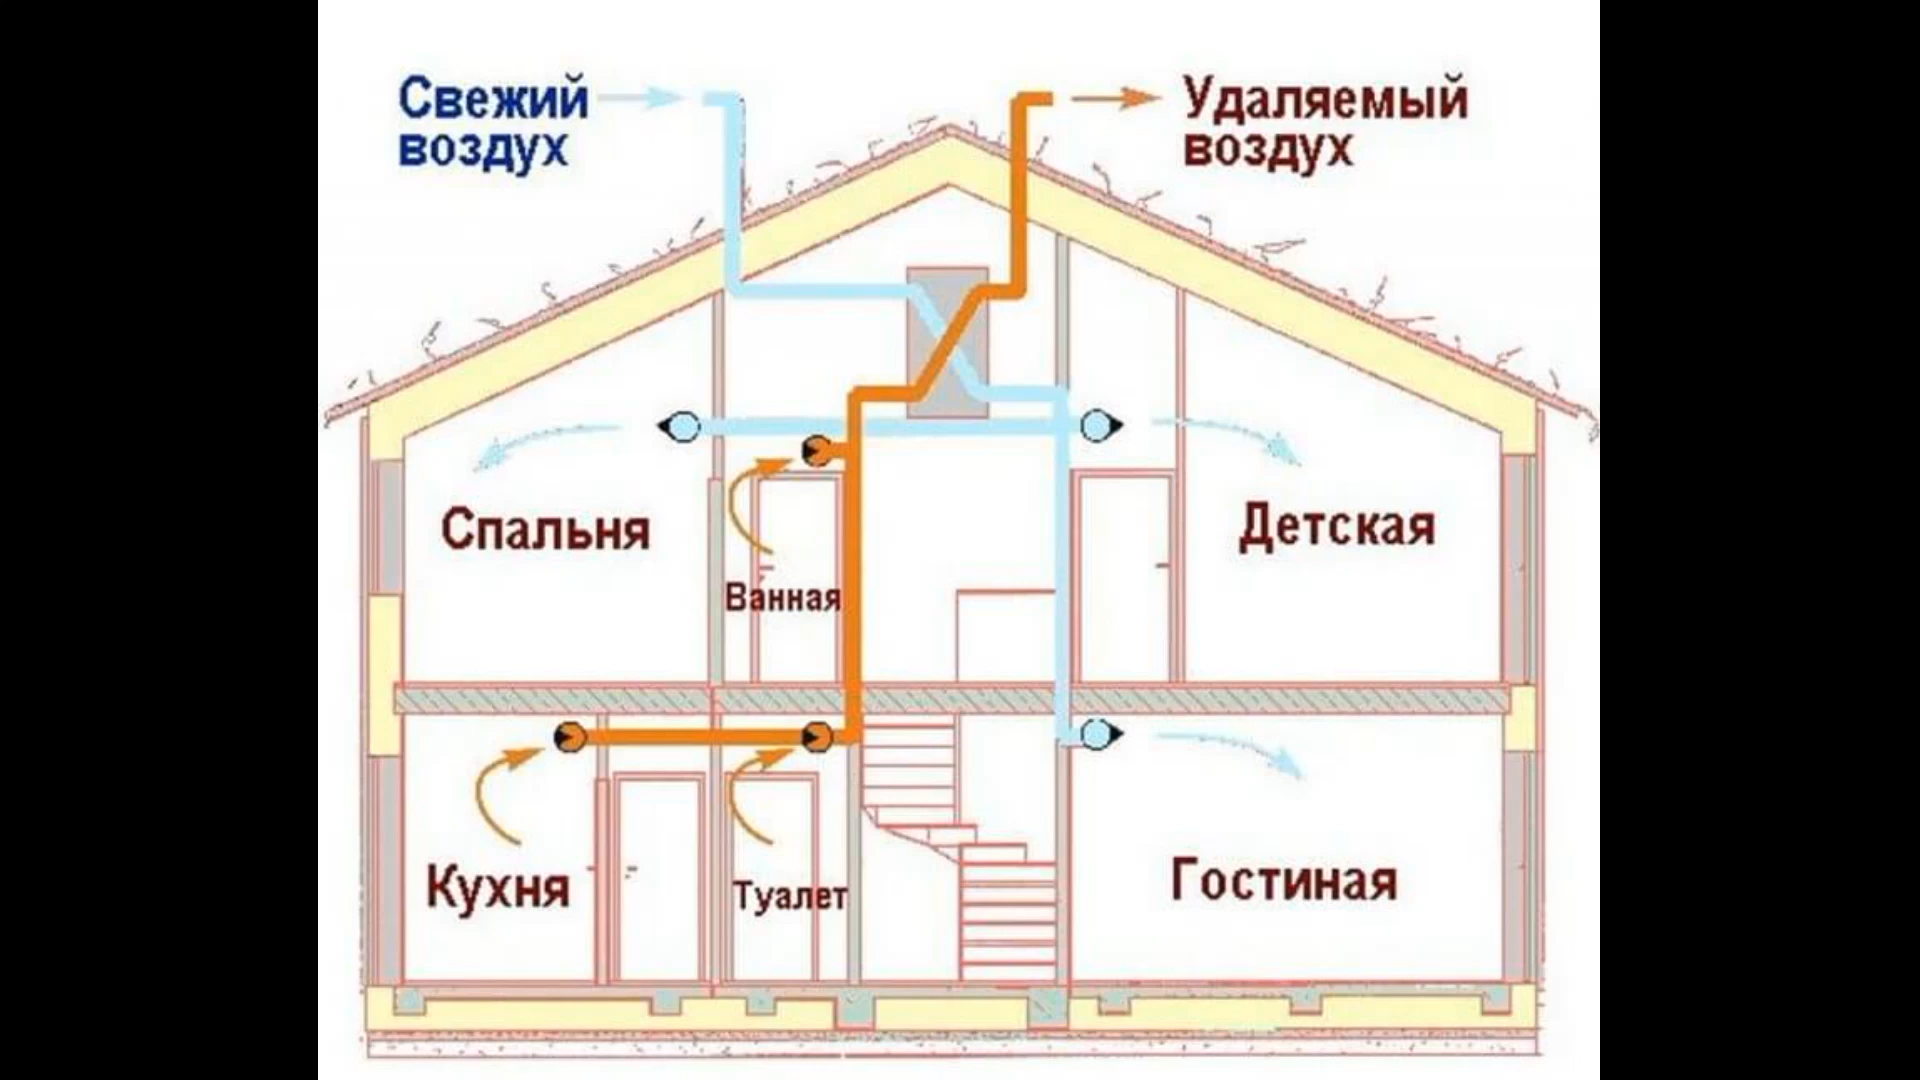 Свежий
воздух
Удаляемый
воздух
Спальня
Ванная
Детская
Кухня
Туалет
Гостиная